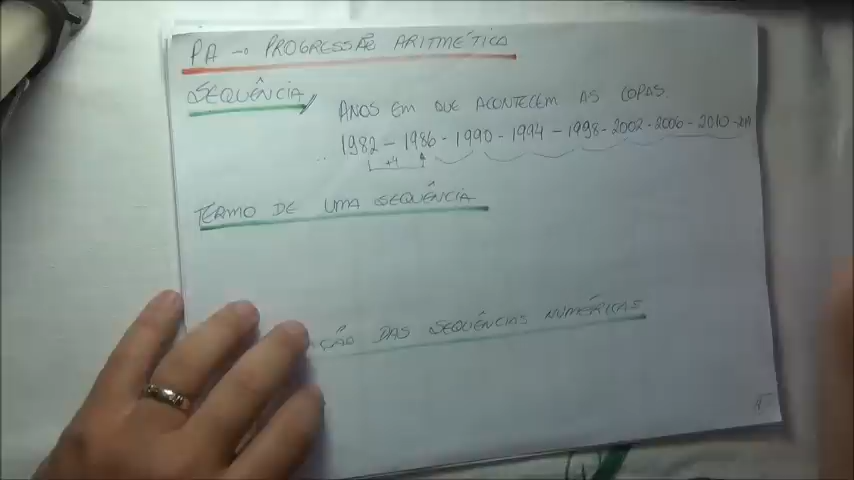 PA → PROGRESSÃO ARITMÉTICA
SEQUÊNCIA
ANOS EM QUE ACONTECEM AS COPAS.
1982 - 1986 - 1990 - 1994 - 1998 - 2002 - 2006 - 2010 -
+4
TERMO DE UMA SEQUÊNCIA
ÇÃO DAS SEQUÊNCIAS NUMÉRICAS